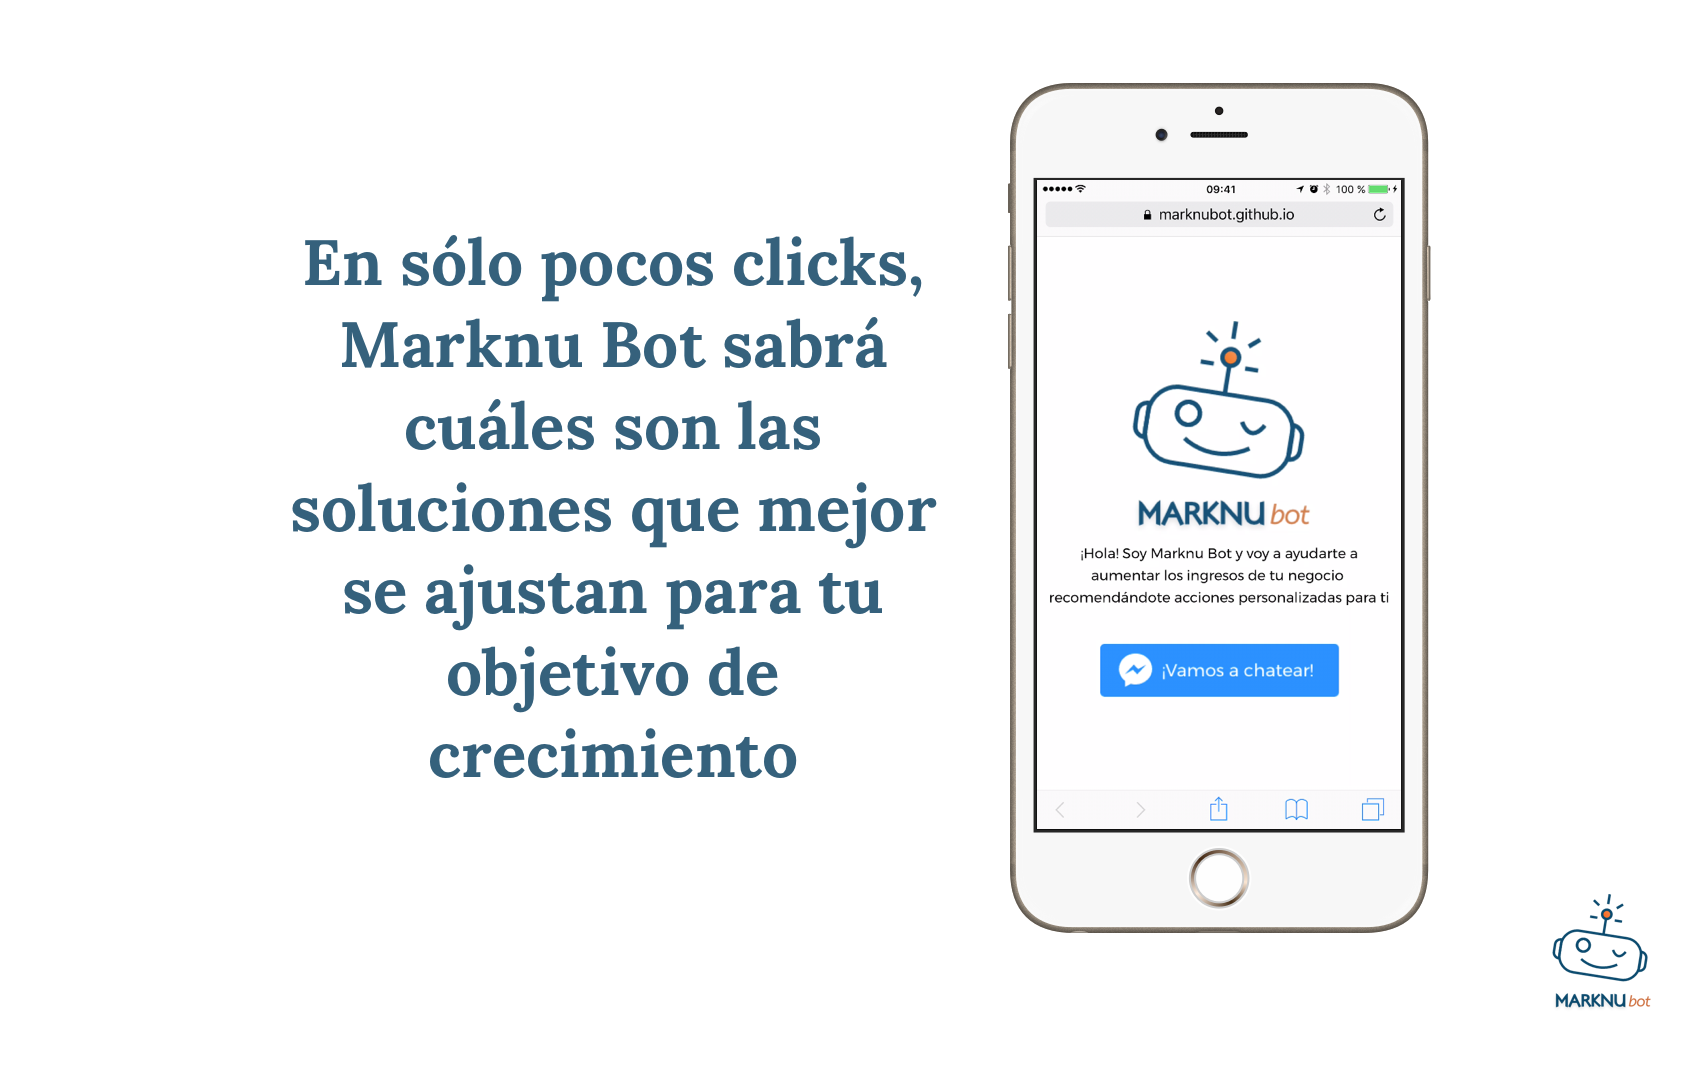 En sólo pocos clicks,
Marknu Bot sabrá
cuáles son las
soluciones que mejor
se ajustan para tu
objetivo de
crecimiento
09:41
100 %
marknubot.github.io
MARKNU bot
¡Hola! Soy Marknu Bot y voy a ayudarte a
aumentar los ingresos de tu negocio
recomendándote acciones personalizadas para ti
¡Vamos a chatear!
MARKNU bot